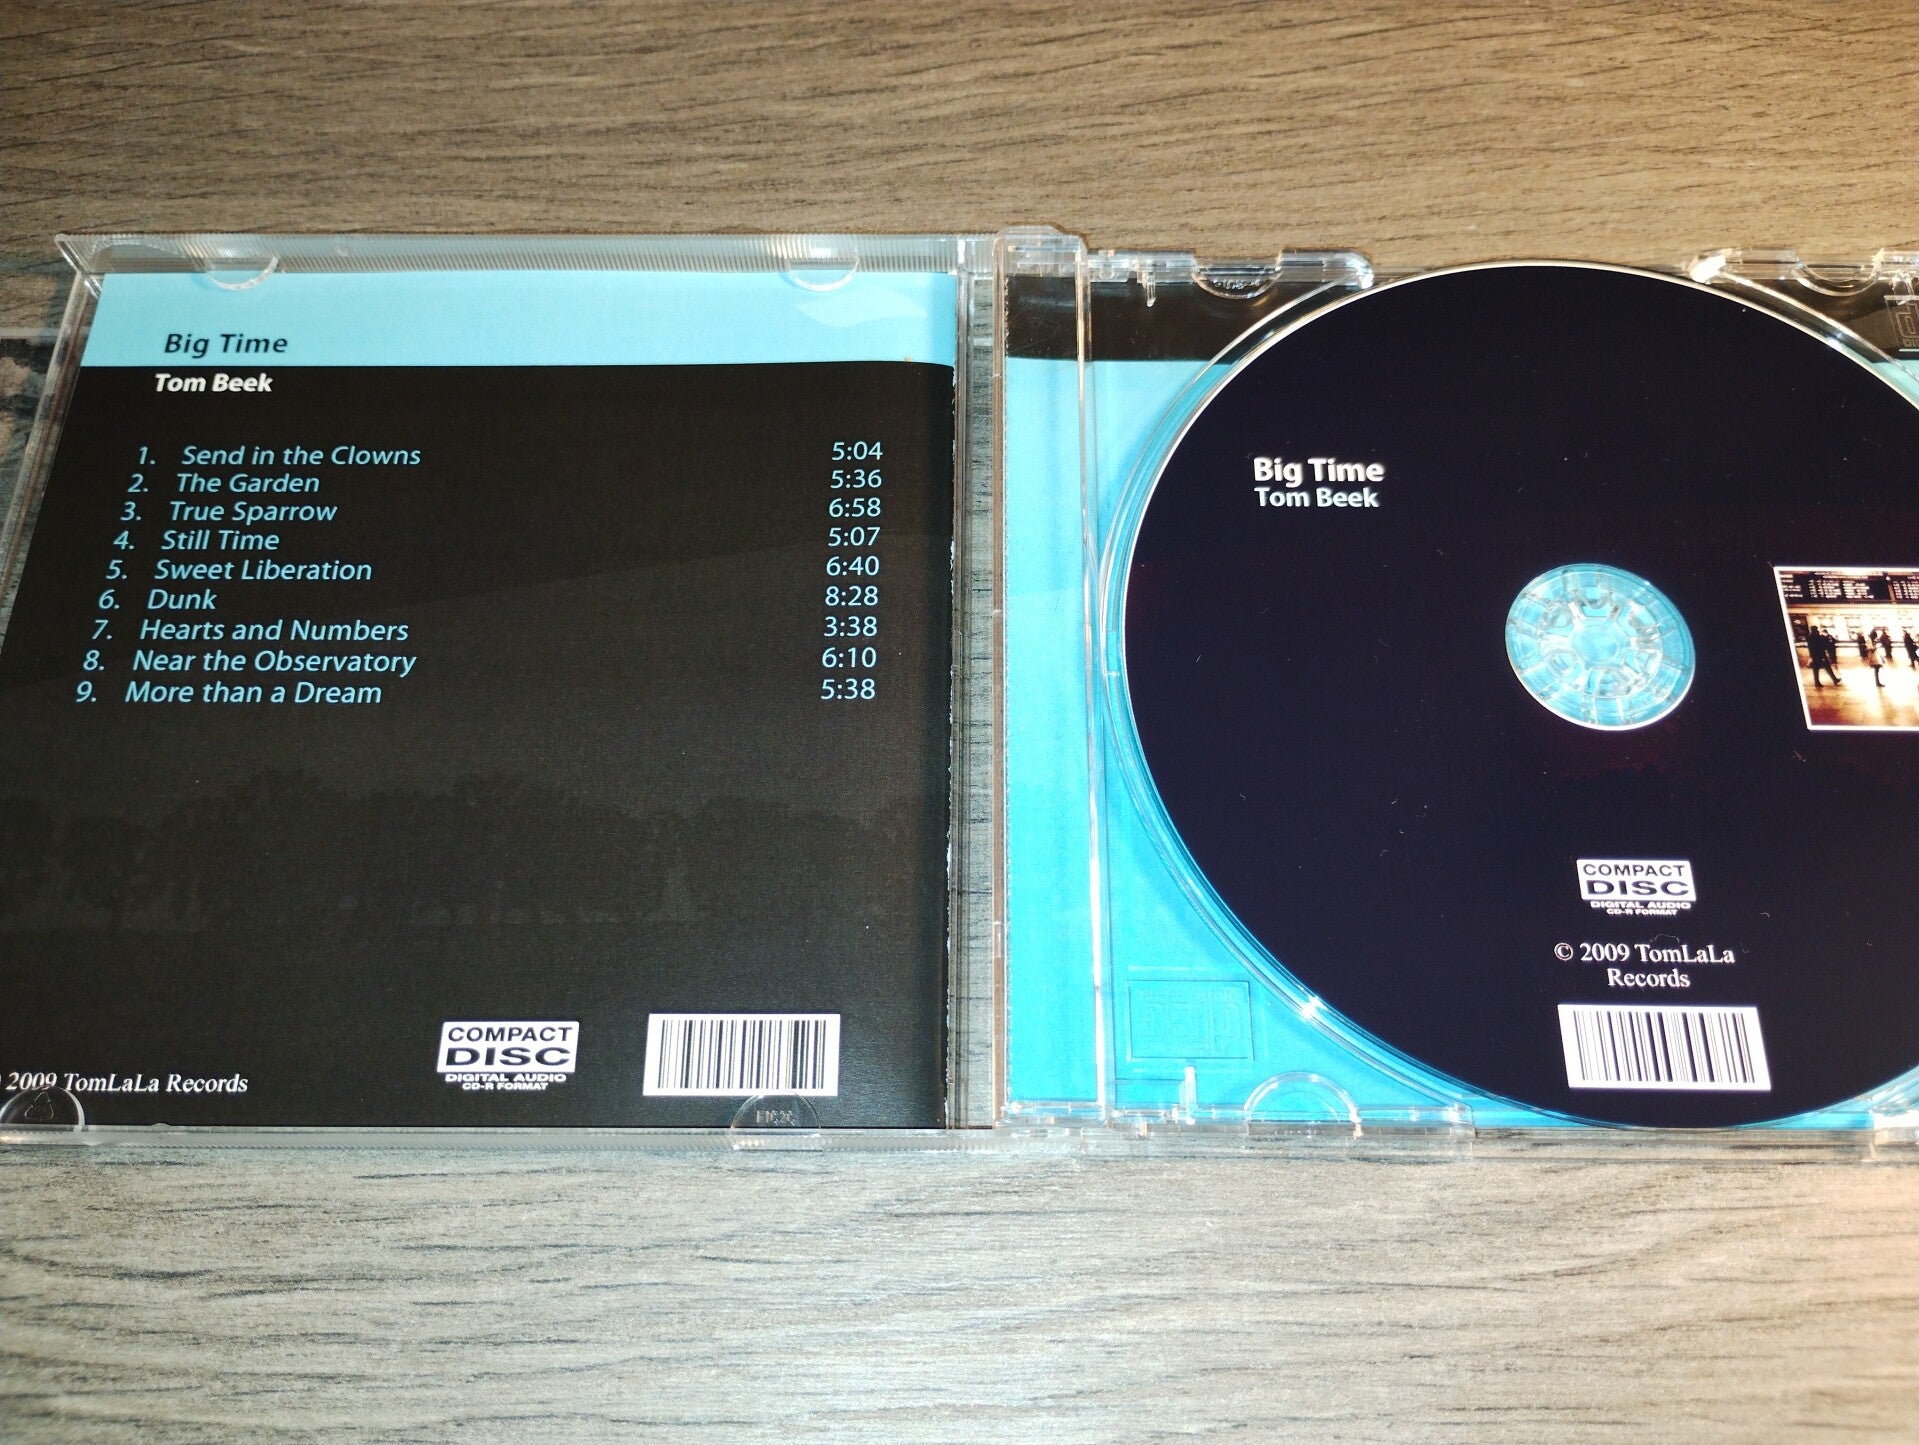 Big Time
Tom Beek
1. Send in the Clowns 5:04
2. The Garden 5:36
3. True Sparrow 6:58
4. Still Time 5:07
5. Sweet Liberation 6:40
6. Dunk 8:28
7. Hearts and Numbers 3:38
8. Near the Observatory 6:10
9. More than a Dream 5:38
2009 TomLaLa Records
COMPACT
DISC
DIGITAL AUDIO
CD-R FORMAT
Big Time
Tom Beek
COMPACT
DISC
DIGITAL AUDIO
CD-R FORMAT
© 2009 TomLaLa
Records